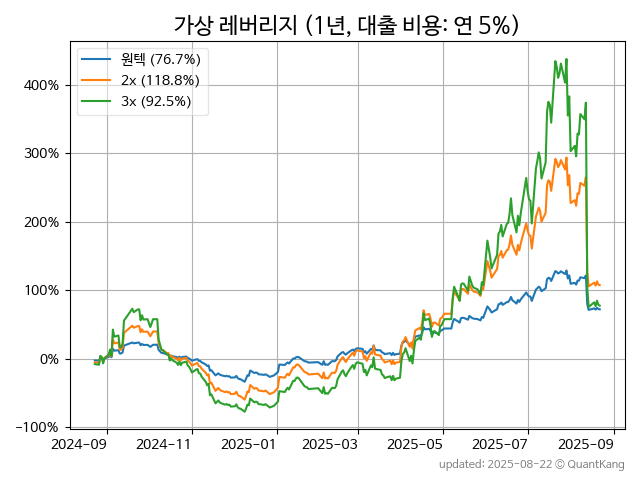 가상 레버리지 (1년, 대출 비용: 연 5%)
원텍 (76.7%)
2x (118.8%)
3x (92.5%)
400%
300%
200%
100%
0%
−100%
2024-09 2024-11 2025-01 2025-03 2025-05 2025-07 2025-09
updated: 2025-08-22 © QuantKang